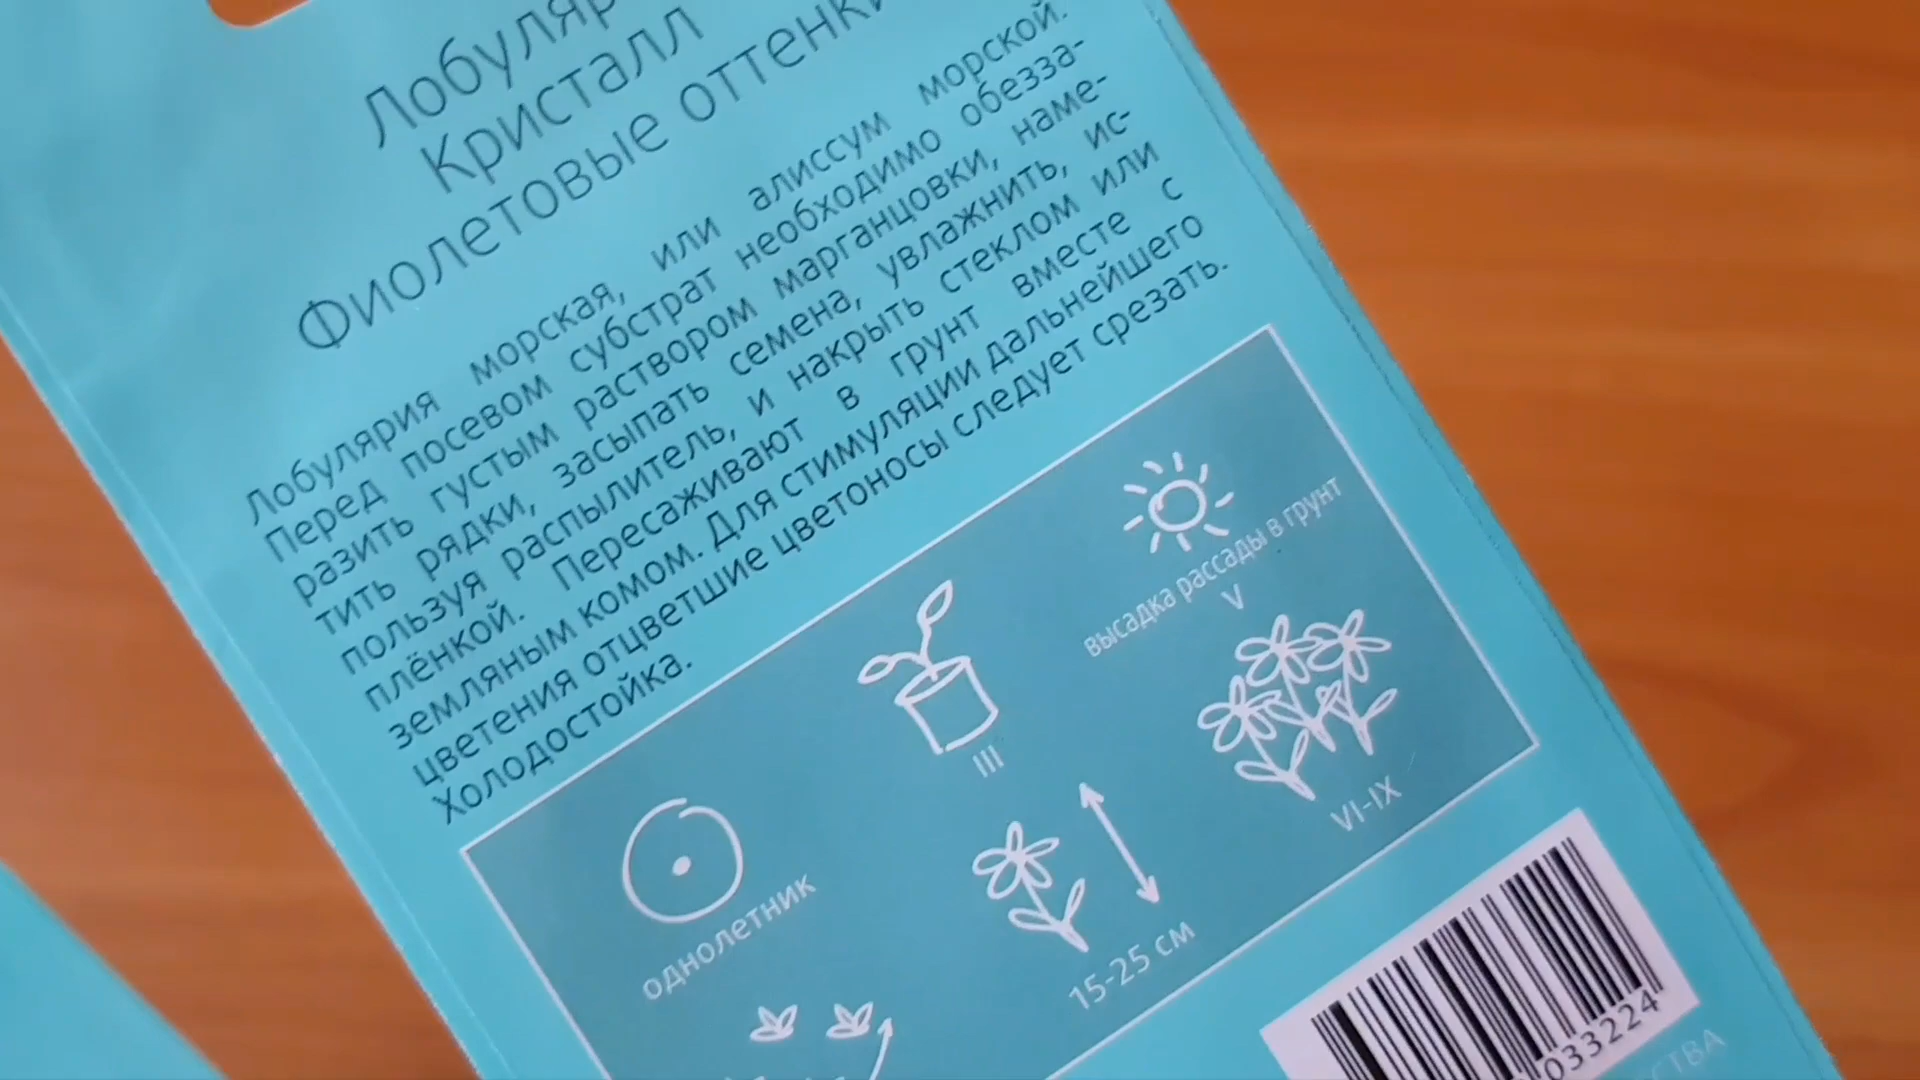 Кристалл
Фиолетовые
Лобулярия морская, или алиссум морской.
Перед посевом субстрат необходимо обезза-
разить густым раствором марганцовки, наме-
тить рядки, засыпать семена, увлажнить, ис-
пользуя распылитель, и накрыть стеклом или
плёнкой. Пересаживают в грунт вместе с
земляным комом. Для стимуляции дальнейшего
цветения отцветшие цветоносы следует срезать.
Холодостойка.
высадка рассады в грунт
V
III
VI-IX
однолетник
15-25 см
033224